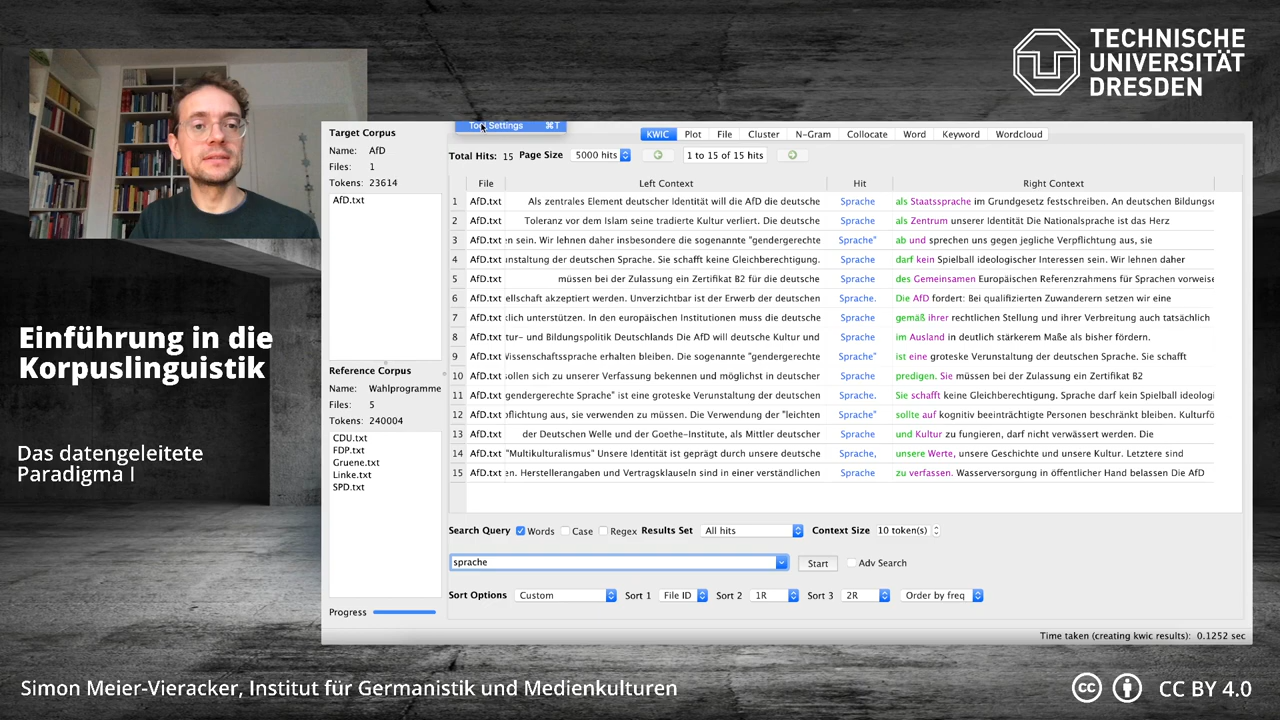 TECHNISCHE
UNIVERSITÄT
DRESDEN
Einführung in die
Korpuslinguistik
Das datengeleitete
Paradigma I
Target Corpus
Name: AfD
Files: 1
Tokens: 23614
AfD.txt
Reference Corpus
Name: Wahlprogramme
Files: 5
Tokens: 240004
CDU.txt
FDP.txt
Gruene.txt
Linke.txt
SPD.txt
Progress
Tool Settings ⌘T
KWIC Plot File Cluster N-Gram Collocate Word Keyword Wordcloud
Total Hits: 15 Page Size 5000 hits 1 to 15 of 15 hits
File Left Context Hit Right Context
1 AfD.txt Als zentrales Element deutscher Identität will die AfD die deutsche Sprache als Staatssprache im Grundgesetz festschreiben. An deutschen Bildungse
2 AfD.txt Toleranz vor dem Islam seine tradierte Kultur verliert. Die deutsche Sprache als Zentrum unserer Identität Die Nationalsprache ist das Herz
3 AfD.txt en sein. Wir lehnen daher insbesondere die sogenannte "gendergerechte Sprache" ab und sprechen uns gegen jegliche Verpflichtung aus, sie
4 AfD.txt nstaltung der deutschen Sprache. Sie schafft keine Gleichberechtigung. Sprache darf kein Spielball ideologischer Interessen sein. Wir lehnen daher
5 AfD.txt müssen bei der Zulassung ein Zertifikat B2 für die deutsche Sprache des Gemeinsamen Europäischen Referenzrahmens für Sprachen vorweise
6 AfD.txt ellschaft akzeptiert werden. Unverzichtbar ist der Erwerb der deutschen Sprache. Die AfD fordert: Bei qualifizierten Zuwanderern setzen wir eine
7 AfD.txt lich unterstützen. In den europäischen Institutionen muss die deutsche Sprache gemäß ihrer rechtlichen Stellung und ihrer Verbreitung auch tatsächlich
8 AfD.txt tur- und Bildungspolitik Deutschlands Die AfD will deutsche Kultur und Sprache im Ausland in deutlich stärkerem Maße als bisher fördern.
9 AfD.txt Wissenschaftssprache erhalten bleiben. Die sogenannte "gendergerechte Sprache" ist eine groteske Verunstaltung der deutschen Sprache. Sie schafft
10 AfD.txt sollen sich zu unserer Verfassung bekennen und möglichst in deutscher Sprache predigen. Sie müssen bei der Zulassung ein Zertifikat B2
11 AfD.txt gendergerechte Sprache" ist eine groteske Verunstaltung der deutschen Sprache. Sie schafft keine Gleichberechtigung. Sprache darf kein Spielball ideologi
12 AfD.txt pflichtung aus, sie verwenden zu müssen. Die Verwendung der "leichten Sprache" sollte auf kognitiv beeinträchtigte Personen beschränkt bleiben. Kulturfö
13 AfD.txt der Deutschen Welle und der Goethe-Institute, als Mittler deutscher Sprache und Kultur zu fungieren, darf nicht verwässert werden. Die
14 AfD.txt "Multikulturalismus" Unsere Identität ist geprägt durch unsere deutsche Sprache, unsere Werte, unsere Geschichte und unsere Kultur. Letztere sind
15 AfD.txt en. Herstellerangaben und Vertragsklauseln sind in einer verständlichen Sprache zu verfassen. Wasserversorgung in öffentlicher Hand belassen Die AfD
Search Query Words Case Regex Results Set All hits Context Size 10 token(s)
sprache Start Adv Search
Sort Options Custom Sort 1 File ID Sort 2 1R Sort 3 2R Order by freq
Time taken (creating kwic results): 0.1252 sec
Simon Meier-Vieracker, Institut für Germanistik und Medienkulturen
cc CC BY 4.0